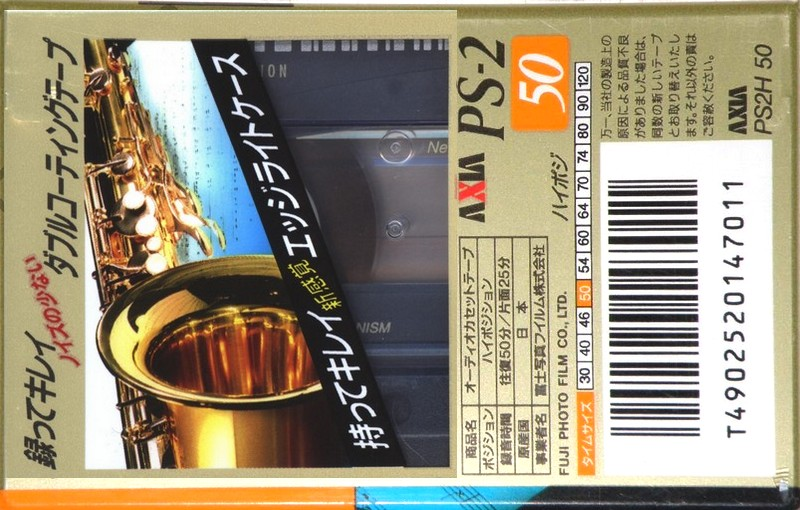 録ってキレイ
ノイズの少ない
ダブルコーティングテープ
持ってキレイ
新感覚
エッジライトケース
AXIA PS-2
50
ハイポジ
商品名 オーディオカセットテープ
ポジション ハイポジション
録音時間 往復50分/片面25分
原産国 日本
事業者名 富士写真フイルム株式会社
FUJI PHOTO FILM CO., LTD.
タイムサイズ 30 40 46 50 54 60 64 70 74 80 90 120
万一、当社の製造上の
原因による品質不良
がありました場合は、
同数の新しいテープ
とお取り替えいたし
ます。それ以外の責は
ご容赦ください。
AXIA
PS2H 50
T4902520147011